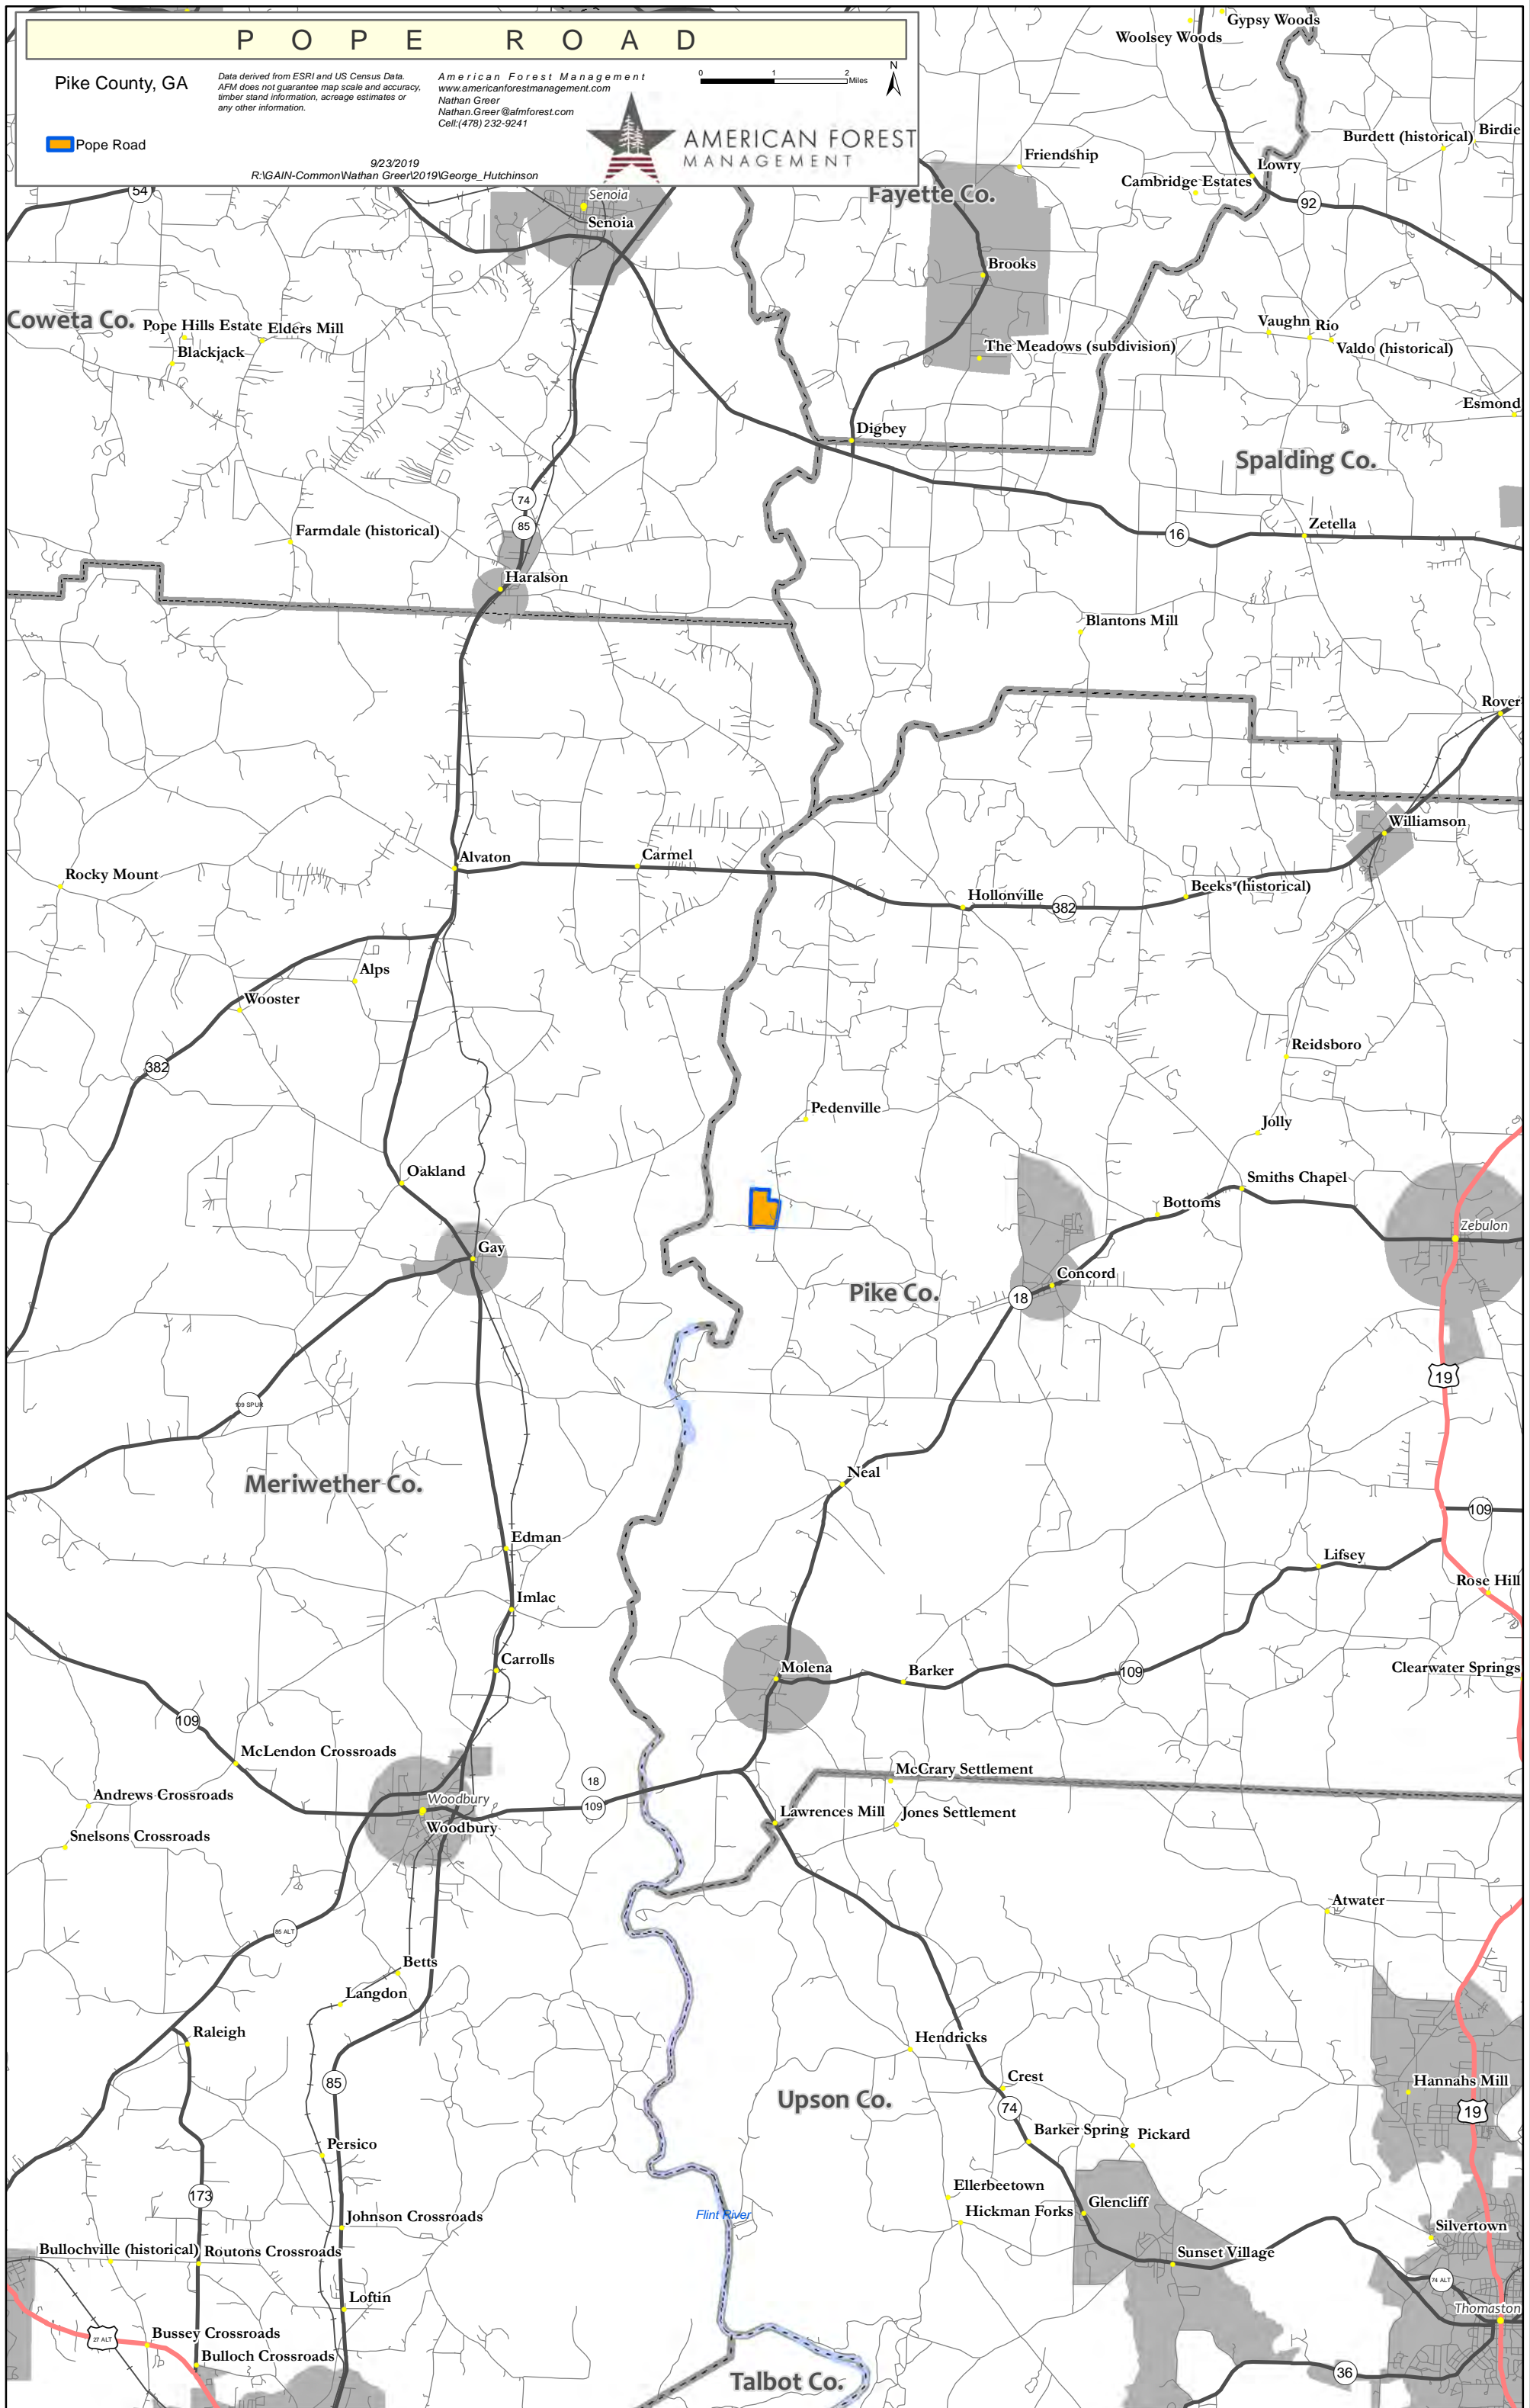 P O P E R O A D
Pike County, GA
Data derived from ESRI and US Census Data.
AFM does not guarantee map scale and accuracy,
timber stand information, acreage estimates or
any other information.
American Forest Management
www.americanforestmanagement.com
Nathan Greer
Nathan.Greer@afmforest.com
Cell:(478) 232-9241
0 1 2 Miles
N
Pope Road
AMERICAN FOREST
MANAGEMENT
9/23/2019
R:\GAIN-Common\Nathan Greer\2019\George_Hutchinson
Gypsy Woods
Woolsey Woods
Burdett (historical)
Birdie
Friendship
Lowry
Cambridge Estates
54
Senoia
Senoia
Fayette Co.
92
Brooks
Coweta Co.
Pope Hills Estate
Elders Mill
Blackjack
Vaughn
Rio
The Meadows (subdivision)
Valdo (historical)
Esmond
Digbey
Spalding Co.
74
85
Farmdale (historical)
16
Zetella
Haralson
Blantons Mill
Rover
Williamson
Alvaton
Carmel
Rocky Mount
Beeks (historical)
Hollonville
382
Alps
Wooster
382
Reidsboro
Pedenville
Jolly
Oakland
Smiths Chapel
Bottoms
Zebulon
Gay
Concord
Pike Co.
18
19
109 SPUR
Neal
Meriwether Co.
109
Edman
Lifsey
Rose Hill
Imlac
Carrolls
Molena
Barker
109
Clearwater Springs
109
McLendon Crossroads
McCrary Settlement
18
109
Andrews Crossroads
Woodbury
Woodbury
Lawrences Mill
Jones Settlement
Snelsons Crossroads
Atwater
85 ALT
Betts
Langdon
Raleigh
Hendricks
85
Crest
Hannahs Mill
Upson Co.
74
19
Barker Spring
Pickard
Persico
173
Ellerbeetown
Glencliff
Johnson Crossroads
Flint River
Hickman Forks
Silvertown
Bullochville (historical)
Routons Crossroads
Sunset Village
74 ALT
Loftin
Thomaston
27 ALT
Bussey Crossroads
Bulloch Crossroads
36
Talbot Co.